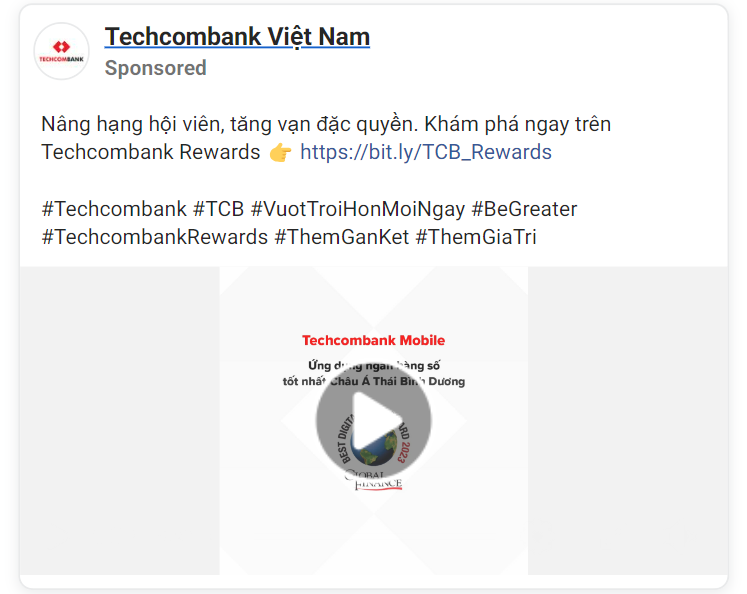 Techcombank Việt Nam
Sponsored
TECHCOMBANK
Nâng hạng hội viên, tăng vạn đặc quyền. Khám phá ngay trên
Techcombank Rewards 👉 https://bit.ly/TCB_Rewards
#Techcombank #TCB #VuotTroiHonMoiNgay #BeGreater
#TechcombankRewards #ThemGanKet #ThemGiaTri
Techcombank Mobile
Ứng dụng ngân hàng số
tốt nhất Châu Á Thái Bình Dương
BEST DIGITAL 2023
GLOBAL
FINANCE